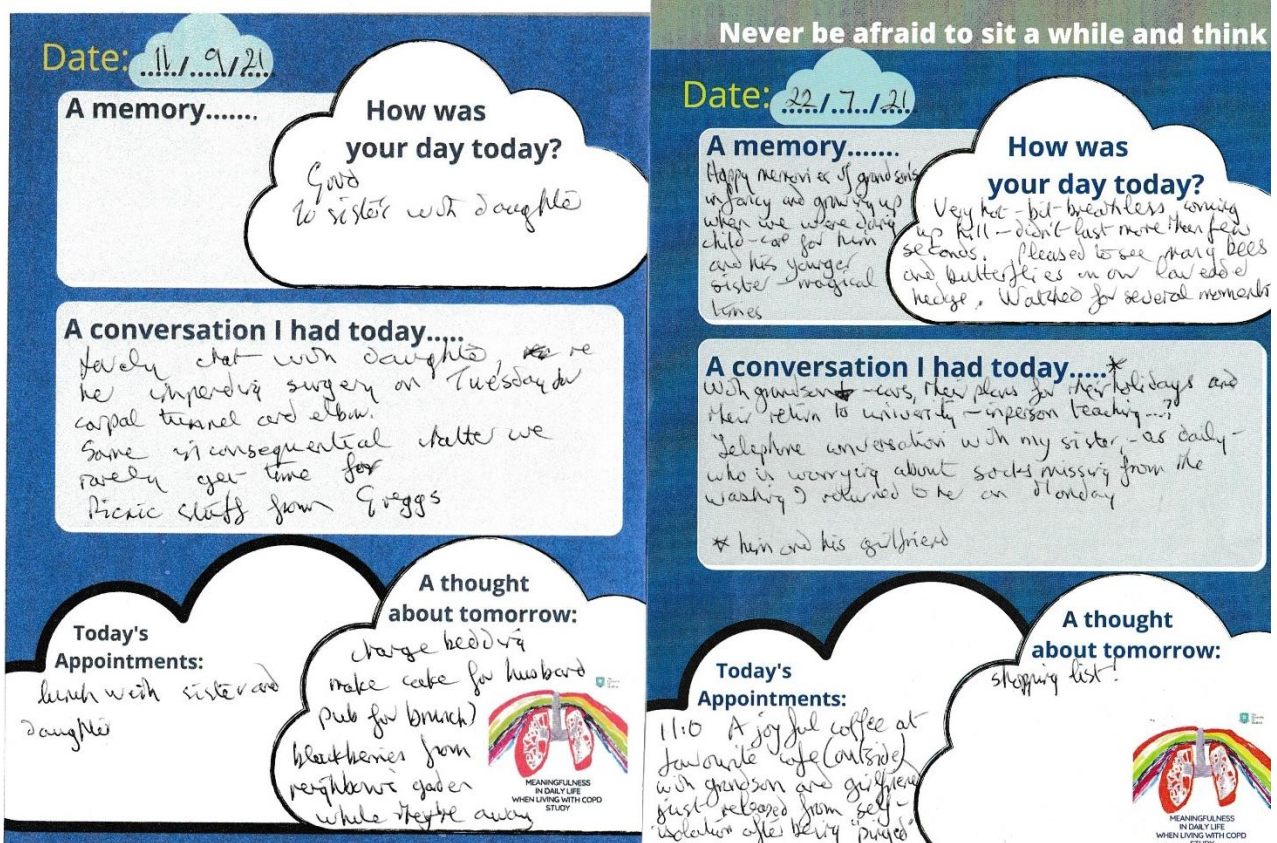 Date: 11/9/21
A memory.......
How was
your day today?
Good
to sister with daughter
A conversation I had today.....
Lovely chat with daughter, re
her impending surgery on Tuesday for
carpal tunnel and elbow.
Some inconsequential chatter we
rarely get time for
Picnic stuff from Greggs
Today's
Appointments:
lunch with sister and
daughter
A thought
about tomorrow:
change bedding
make cake for husband
pub for brunch)
blackberries from
neighbours garden
while they're away
MEANINGFULNESS
IN DAILY LIFE
WHEN LIVING WITH COPD
STUDY
Never be afraid to sit a while and think
Date: 22/7/21
A memory.......
Happy memories of grandson's
infancy and growing up
when we were doing
child-care for him
and his younger
sister - magical
times
How was
your day today?
Very hot - bit - breathless coming
up hill - didn't last more than few
seconds. Pleased to see many bees
and butterflies on our lavender
hedge. Watched for several moments
A conversation I had today.....*
With grandson - cars, their plans for their holidays and
their return to university - inperson teaching...?
Telephone conversation with my sister, - as daily -
who is worrying about socks missing from the
washing I returned to her on Monday
* him and his girlfriend
Today's
Appointments:
11:0 A joyful coffee at
favourite cafe (outside)
with grandson and girlfriend
just released from self-
isolation after being "pinged"
A thought
about tomorrow:
shopping list!
MEANINGFULNESS
IN DAILY LIFE
WHEN LIVING WITH COPD
STUDY